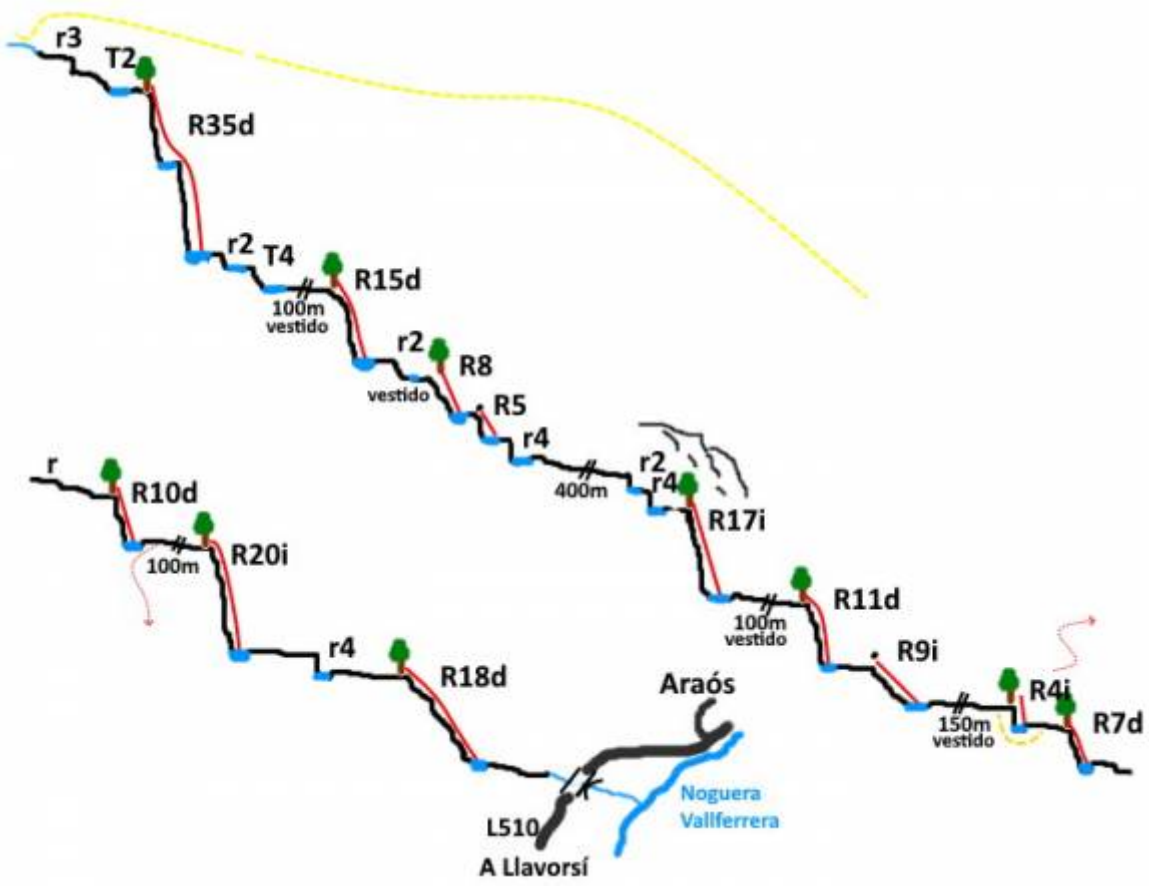 r3
T2
R35d
r2
T4
100m
vestido
R15d
r2
vestido
R8
R5
r4
400m
r2
r4
R17i
100m
vestido
R11d
R9i
150m
vestido
R4i
R7d
r
R10d
100m
R20i
r4
R18d
Araós
Noguera
Vallferrera
L510
A Llavorsí